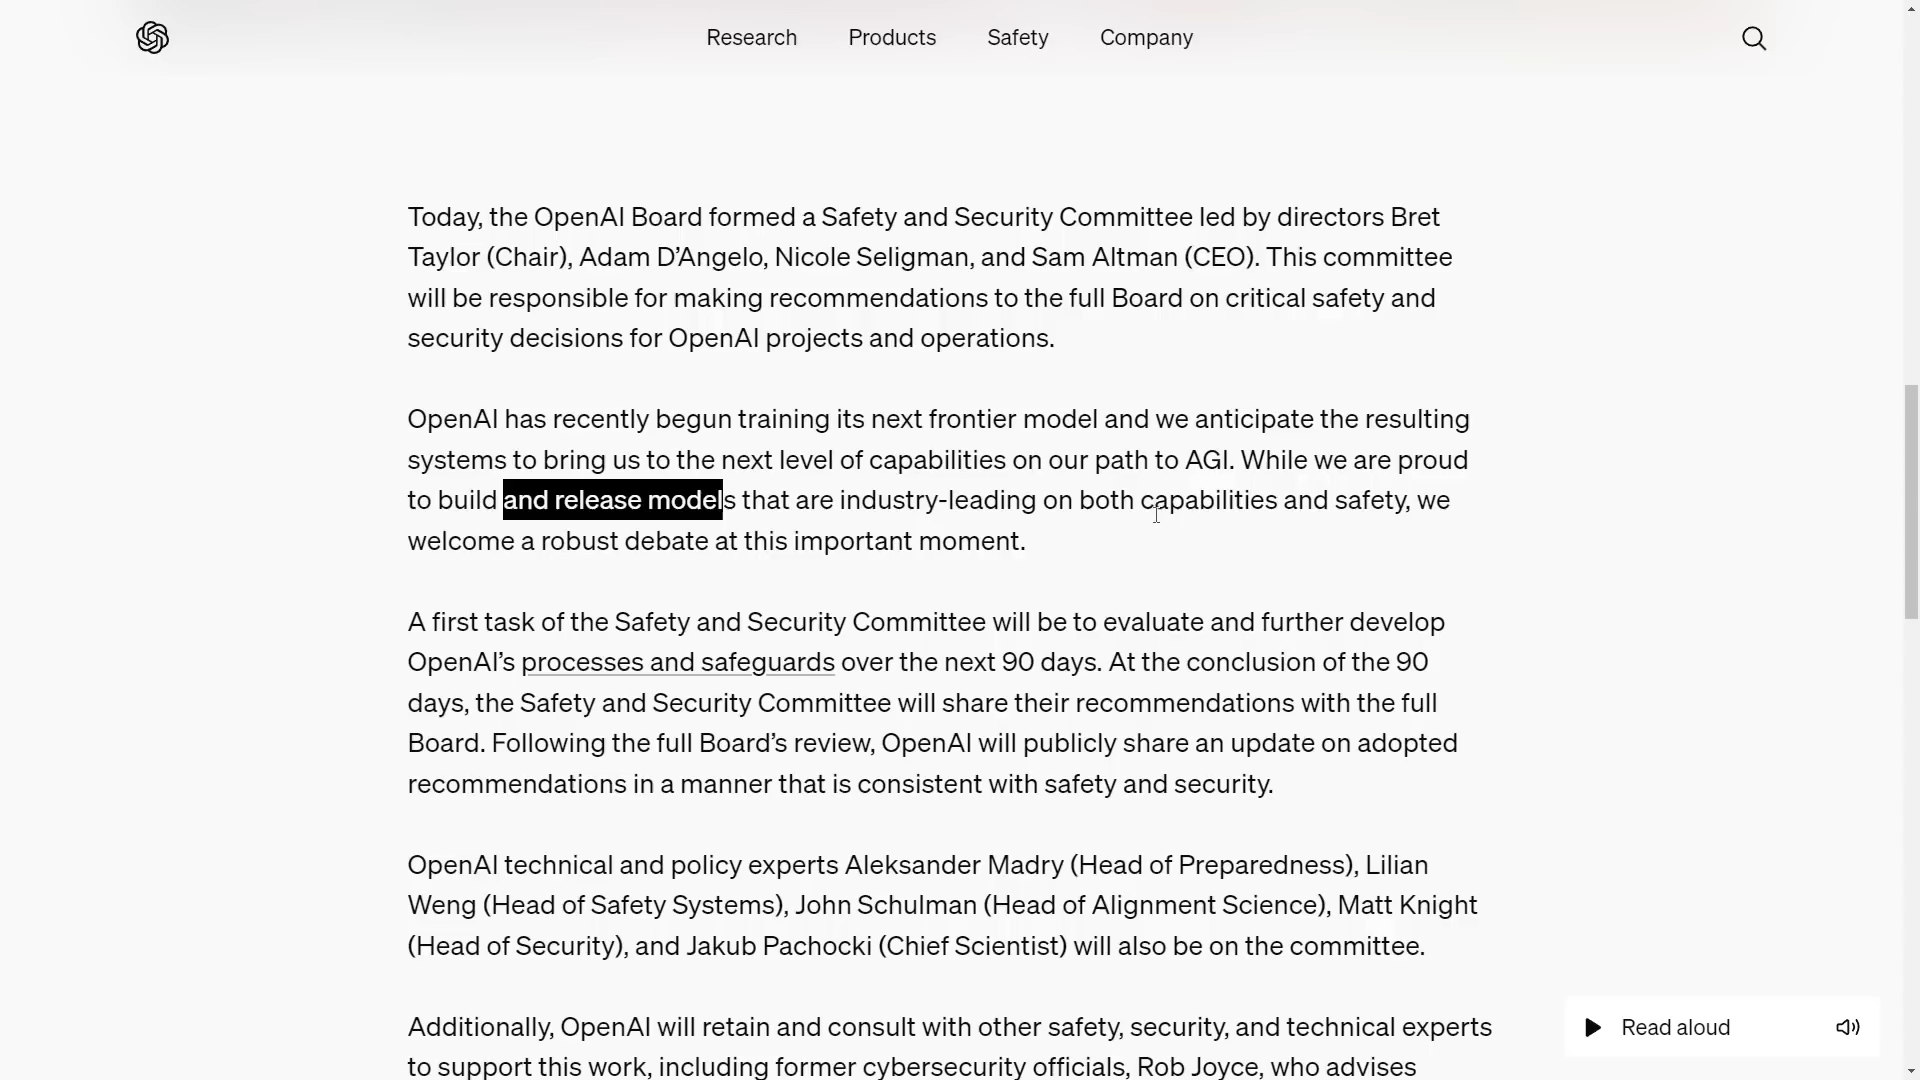 Research Products Safety Company
Today, the OpenAI Board formed a Safety and Security Committee led by directors Bret
Taylor (Chair), Adam D’Angelo, Nicole Seligman, and Sam Altman (CEO). This committee
will be responsible for making recommendations to the full Board on critical safety and
security decisions for OpenAI projects and operations.
OpenAI has recently begun training its next frontier model and we anticipate the resulting
systems to bring us to the next level of capabilities on our path to AGI. While we are proud
to build and release models that are industry-leading on both capabilities and safety, we
welcome a robust debate at this important moment.
A first task of the Safety and Security Committee will be to evaluate and further develop
OpenAI’s processes and safeguards over the next 90 days. At the conclusion of the 90
days, the Safety and Security Committee will share their recommendations with the full
Board. Following the full Board’s review, OpenAI will publicly share an update on adopted
recommendations in a manner that is consistent with safety and security.
OpenAI technical and policy experts Aleksander Madry (Head of Preparedness), Lilian
Weng (Head of Safety Systems), John Schulman (Head of Alignment Science), Matt Knight
(Head of Security), and Jakub Pachocki (Chief Scientist) will also be on the committee.
Additionally, OpenAI will retain and consult with other safety, security, and technical experts
to support this work, including former cybersecurity officials, Rob Joyce, who advises
Read aloud